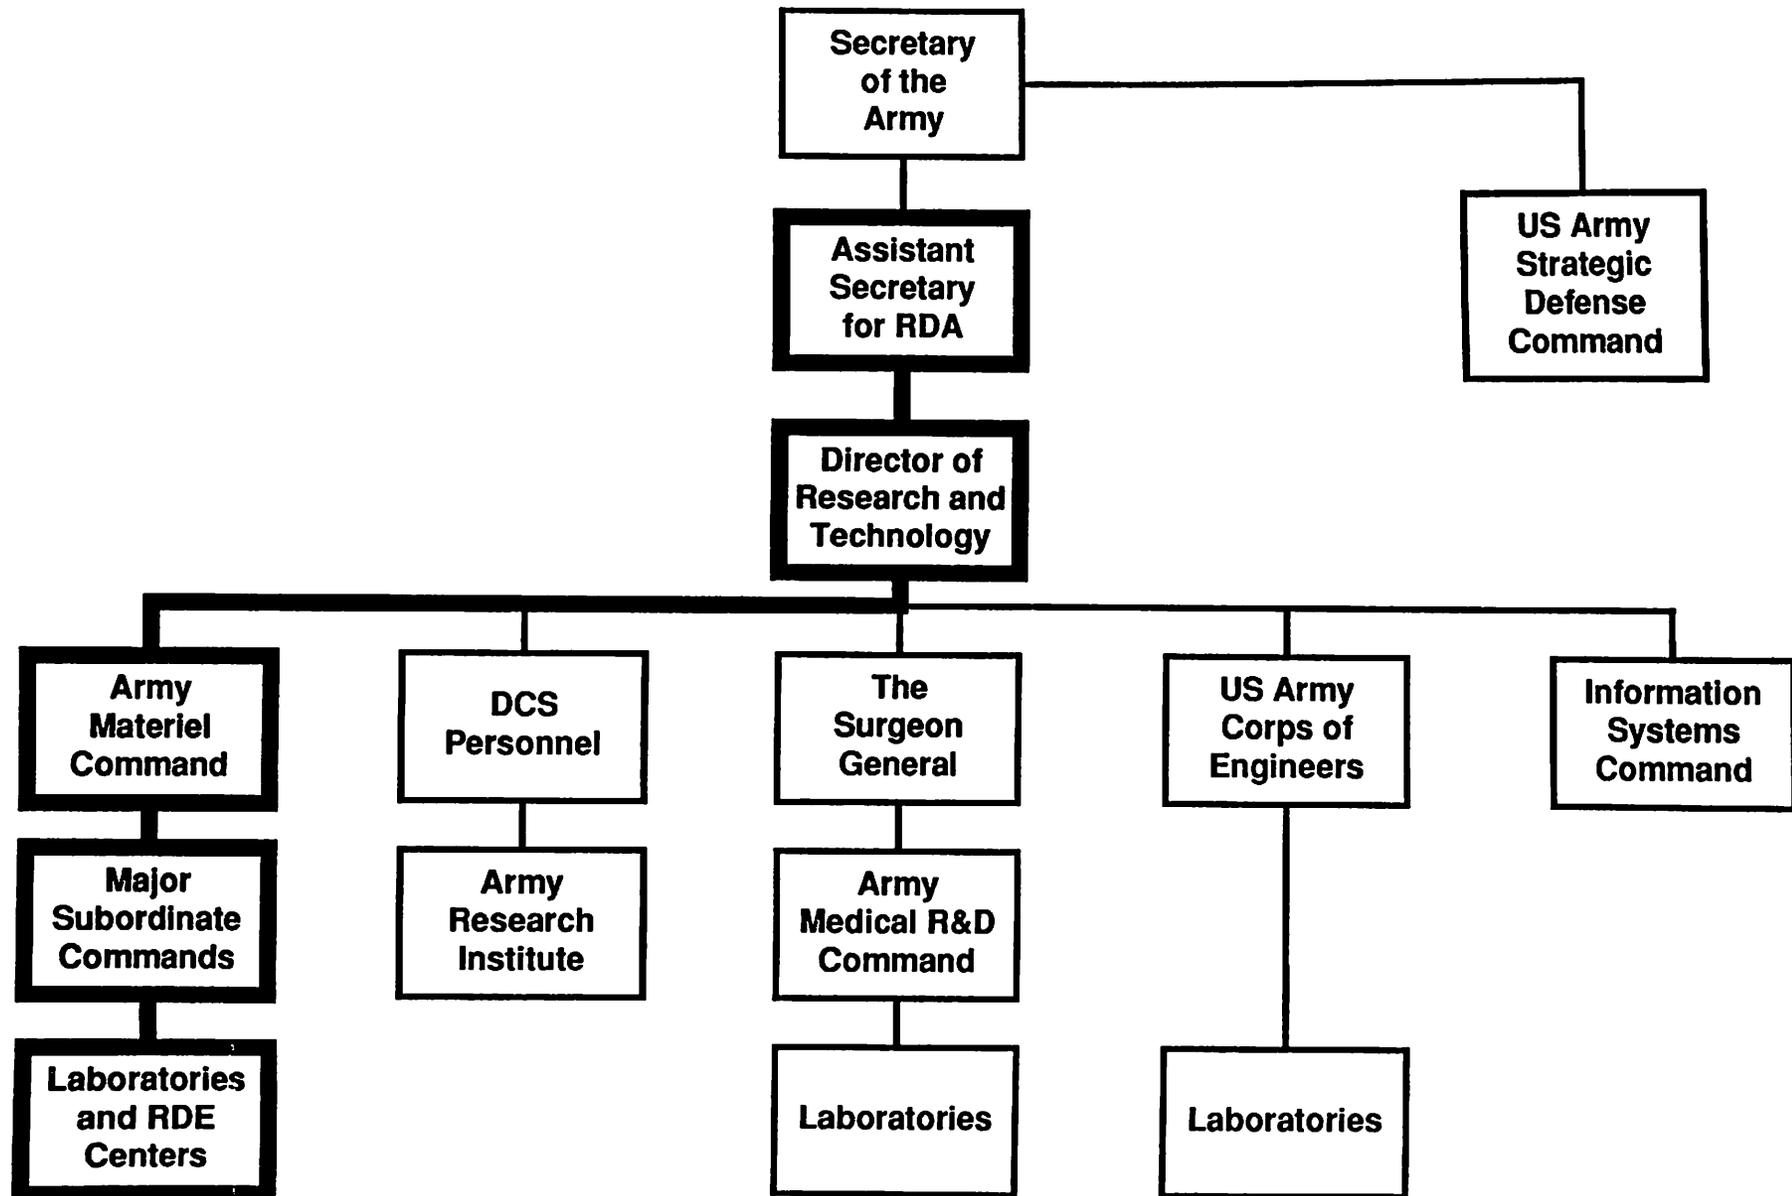 Secretary
of the
Army
Assistant
Secretary
for RDA
US Army
Strategic
Defense
Command
Director of
Research and
Technology
Army
Materiel
Command
DCS
Personnel
The
Surgeon
General
US Army
Corps of
Engineers
Information
Systems
Command
Major
Subordinate
Commands
Army
Research
Institute
Army
Medical R&D
Command
Laboratories
and RDE
Centers
Laboratories
Laboratories